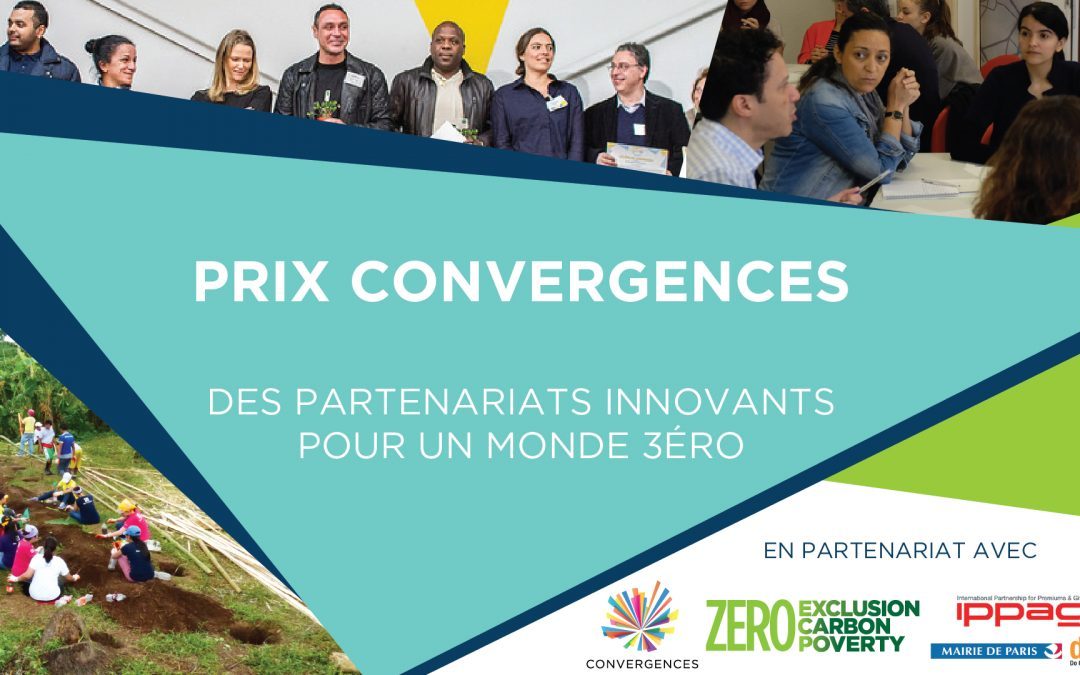 PRIX CONVERGENCES
DES PARTENARIATS INNOVANTS
POUR UN MONDE 3ÉRO
EN PARTENARIAT AVEC
CONVERGENCES
ZERO
EXCLUSION
CARBON
POVERTY
International Partnership for Premiums & Gi
ippag
MAIRIE DE PARIS